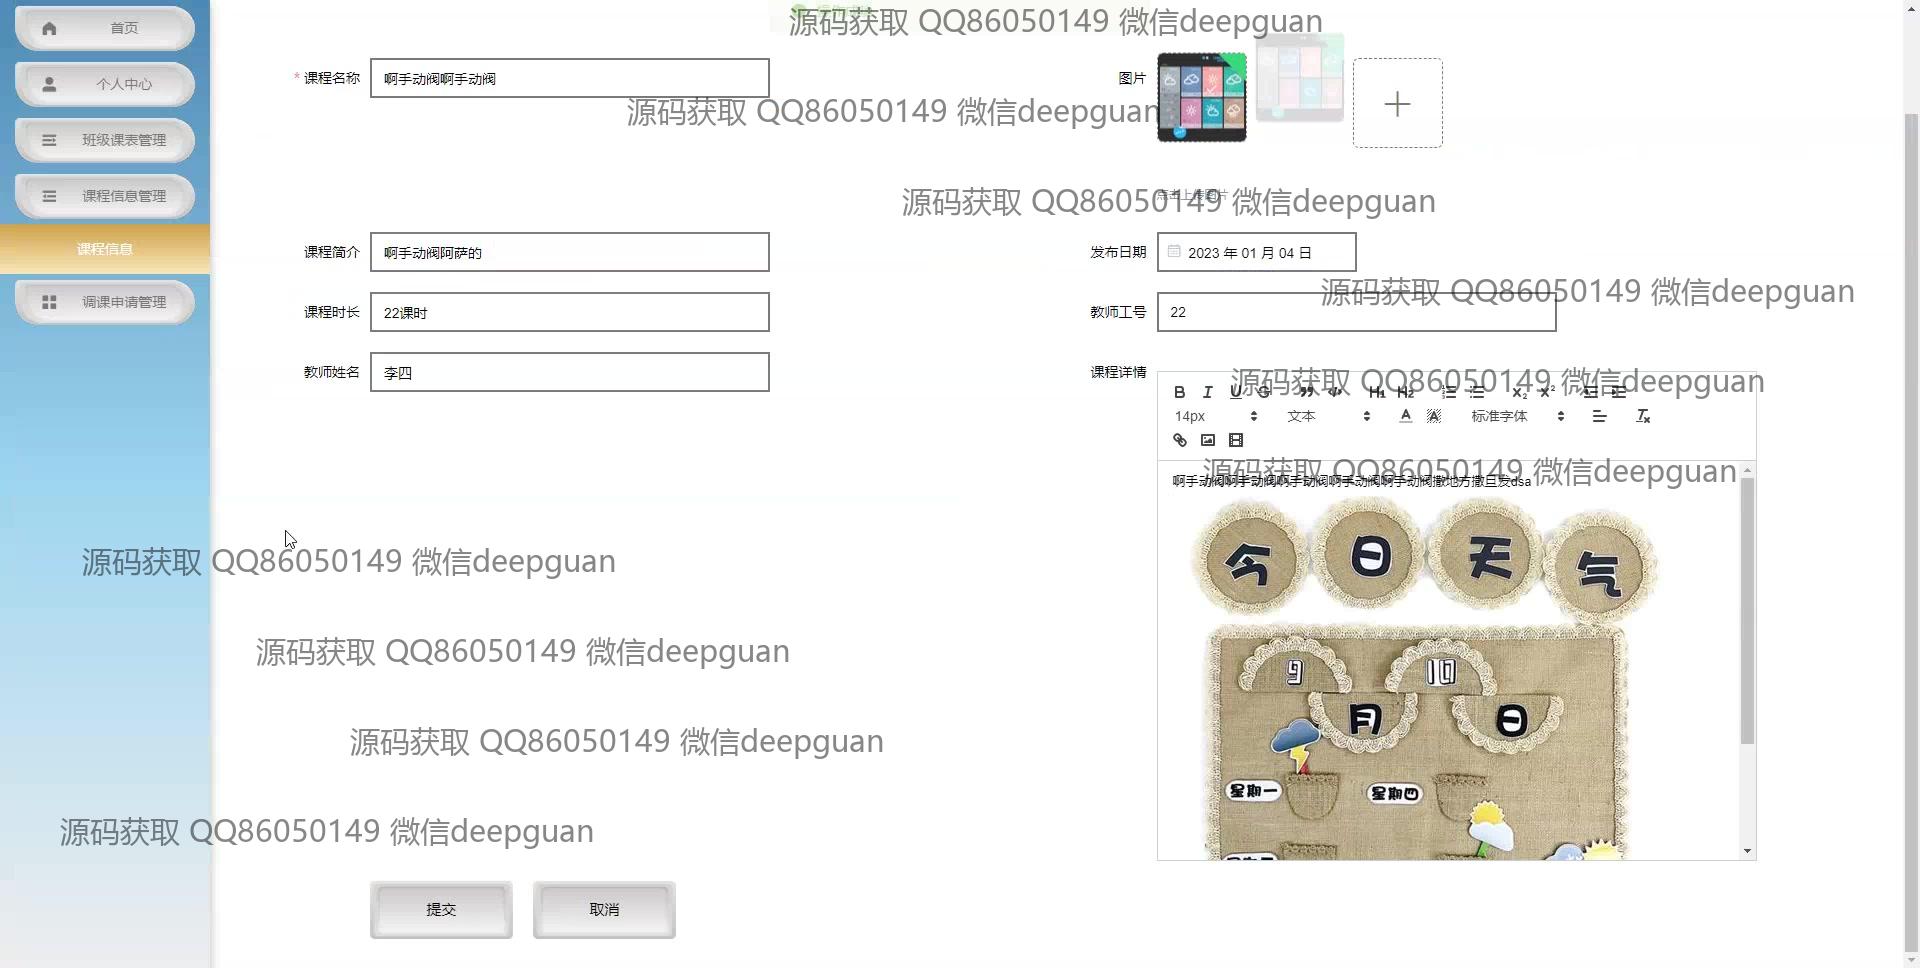 首页
个人中心
班级课表管理
课程信息管理
课程信息
调课申请管理
源码获取 QQ86050149 微信deepguan
* 课程名称
啊手动阀啊手动阀
图片
源码获取 QQ86050149 微信deepguan
点击上传图片
源码获取 QQ86050149 微信deepguan
课程简介
啊手动阀阿萨的
发布日期
2023 年 01 月 04 日
源码获取 QQ86050149 微信deepguan
课程时长
22课时
教师工号
22
教师姓名
李四
课程详情
源码获取 QQ86050149 微信deepguan
14px
文本
标准字体
源码获取 QQ86050149 微信deepguan
啊手动阀啊手动阀啊手动阀啊手动阀啊手动阀撒地方撒旦发dsa
今日天气
9
10
月
日
星期一
星期四
源码获取 QQ86050149 微信deepguan
源码获取 QQ86050149 微信deepguan
源码获取 QQ86050149 微信deepguan
源码获取 QQ86050149 微信deepguan
提交
取消